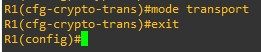 R1(cfg-crypto-trans)#mode transport
R1(cfg-crypto-trans)#exit
R1(config)#